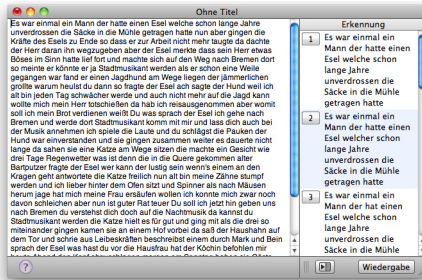 Ohne Titel
Es war einmal ein Mann der hatte einen Esel welche schon lange Jahre
unverdrossen die Säcke in die Mühle getragen hatte nun aber gingen die
Kräfte des Esels zu Ende so dass er zur Arbeit nicht mehr taugte da dachte
der Herr daran ihn wegzugeben aber der Esel merkte dass sein Herr etwas
Böses im Sinn hatte lief fort und machte sich auf den Weg nach Bremen dort
so meinte er könnte er ja Stadtmusikant werden als er schon eine Weile
gegangen war fand er einen Jagdhund am Wege liegen der jämmerlichen
grollte warum heulst du dann so fragte der Esel ach sagte der Hund weil ich
alt bin jeden Tag schwächer werde und auch nicht mehr auf die Jagd kann
wollte mich mein Herr totschießen da hab ich reisausgenommen aber womit
soll ich mein Brot verdienen weißt Du was sprach der Esel ich gehe nach
Bremen und werde dort Stadtmusikant komm mit mir und lass dich auch bei
der Musik annehmen ich spiele die Laute und du schlägst die Pauken der
Hund war einverstanden und sie gingen zusammen weiter es dauerte nicht
lange da sahen sie eine Katze am Wege sitzen die machte ein Gesicht wie
drei Tage Regenwetter was ist denn die in die Quere gekommen alter
Bartputzer fragte der Esel wer kann der lustig sein wenn's einem an den
Kragen geht antwortete die Katze freilich nun alt bin meine Zähne stumpf
werden und ich lieber hinter dem Ofen sitzt und Spinner als nach Mäusen
herum jage hat mich meine Frau ersäufen wollen ich konnte mich zwar noch
davon schleichen aber nun ist guter Rat teuer Du soll ich jetzt hin geben uns
nach Bremen du verstehst dich doch auf die Nachtmusik da kannst du
Stadtmusikant werden die Katze hielt es für gut und ging mit als die drei so
miteinander gingen kamen sie an einem Hof vorbei da saß der Haushahn auf
dem Tor und schrie aus Leibeskräften beschreibst einem durch Mark und Bein
sprach der Esel was hast du vor die Hausfrau hat der Köchin befohlen mir
Erkennung
1 Es war einmal ein
Mann der hatte einen
Esel welche schon
lange Jahre
unverdrossen die
Säcke in die Mühle
getragen hatte
2 Es war einmal ein
Mann der hatte einen
Esel welcher schon
lange Jahre
unverdrossen die
Säcke in die Mühle
getragen hatte
3 Es war einmal ein
Mann der hat einen
Esel welche schon
lange Jahre
unverdrossen die
Säcke in die Mühle
?
Wiedergabe